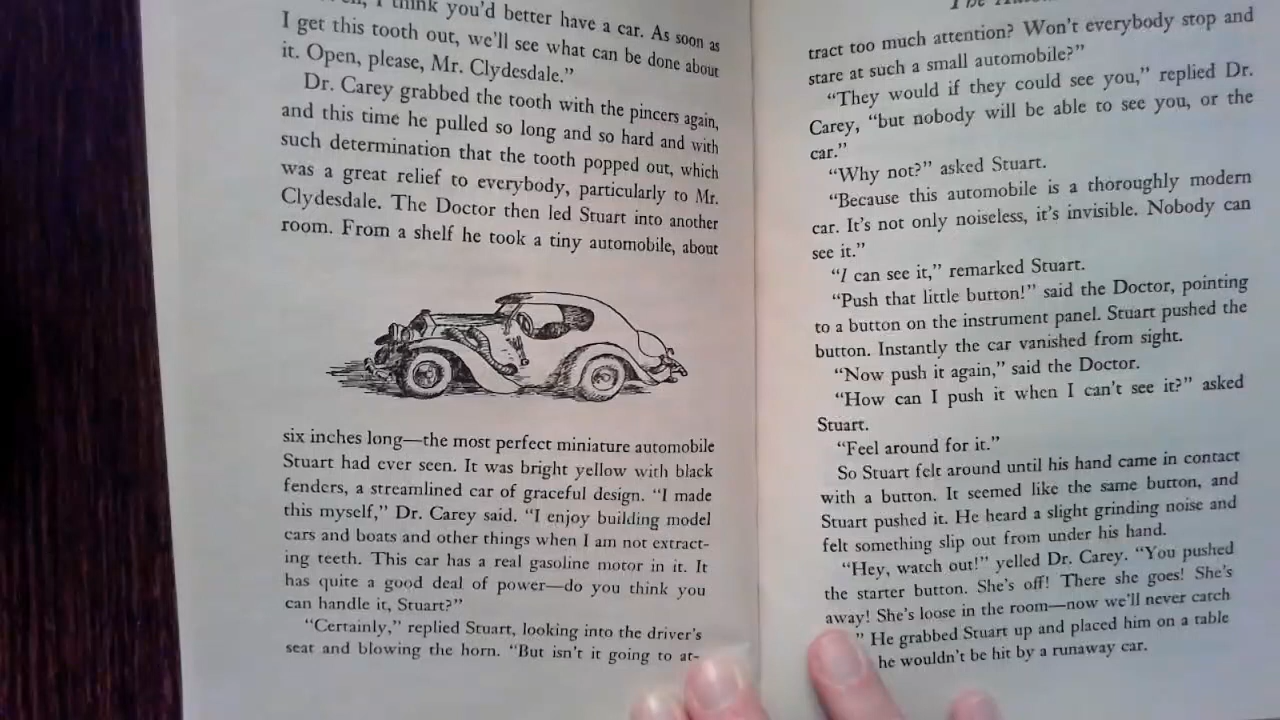 think you'd better have a car. As soon as
I get this tooth out, we'll see what can be done about
it. Open, please, Mr. Clydesdale."
Dr. Carey grabbed the tooth with the pincers again,
and this time he pulled so long and so hard and with
such determination that the tooth popped out, which
was a great relief to everybody, particularly to Mr.
Clydesdale. The Doctor then led Stuart into another
room. From a shelf he took a tiny automobile, about
six inches long—the most perfect miniature automobile
Stuart had ever seen. It was bright yellow with black
fenders, a streamlined car of graceful design. "I made
this myself," Dr. Carey said. "I enjoy building model
cars and boats and other things when I am not extract-
ing teeth. This car has a real gasoline motor in it. It
has quite a good deal of power—do you think you
can handle it, Stuart?"
"Certainly," replied Stuart, looking into the driver's
seat and blowing the horn. "But isn't it going to at-
The
tract too much attention? Won't everybody stop and
stare at such a small automobile?"
"They would if they could see you," replied Dr.
Carey, "but nobody will be able to see you, or the
car."
"Why not?" asked Stuart.
"Because this automobile is a thoroughly modern
car. It's not only noiseless, it's invisible. Nobody can
see it."
"I can see it," remarked Stuart.
"Push that little button!" said the Doctor, pointing
to a button on the instrument panel. Stuart pushed the
button. Instantly the car vanished from sight.
"Now push it again," said the Doctor.
"How can I push it when I can't see it?" asked
Stuart.
"Feel around for it."
So Stuart felt around until his hand came in contact
with a button. It seemed like the same button, and
Stuart pushed it. He heard a slight grinding noise and
felt something slip out from under his hand.
"Hey, watch out!" yelled Dr. Carey. "You pushed
the starter button. She's off! There she goes! She's
away! She's loose in the room—now we'll never catch
" He grabbed Stuart up and placed him on a table
he wouldn't be hit by a runaway car.